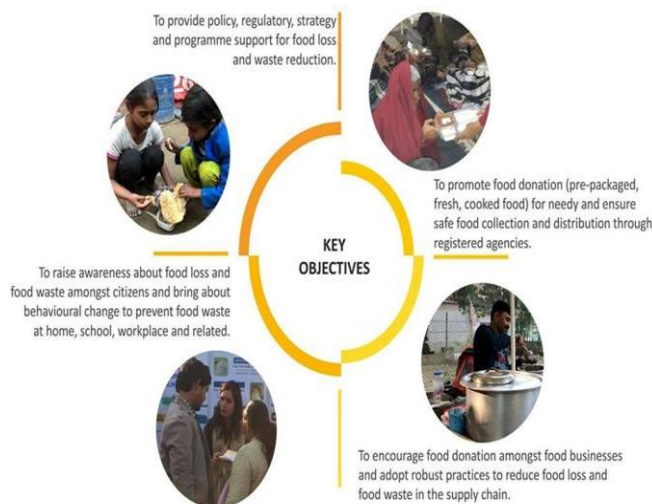 To provide policy, regulatory, strategy
and programme support for food loss
and waste reduction.
To promote food donation (pre-packaged,
fresh, cooked food) for needy and ensure
safe food collection and distribution through
registered agencies.
KEY
OBJECTIVES
To raise awareness about food loss and
food waste amongst citizens and bring about
behavioural change to prevent food waste
at home, school, workplace and related.
To encourage food donation amongst food businesses
and adopt robust practices to reduce food loss and
food waste in the supply chain.